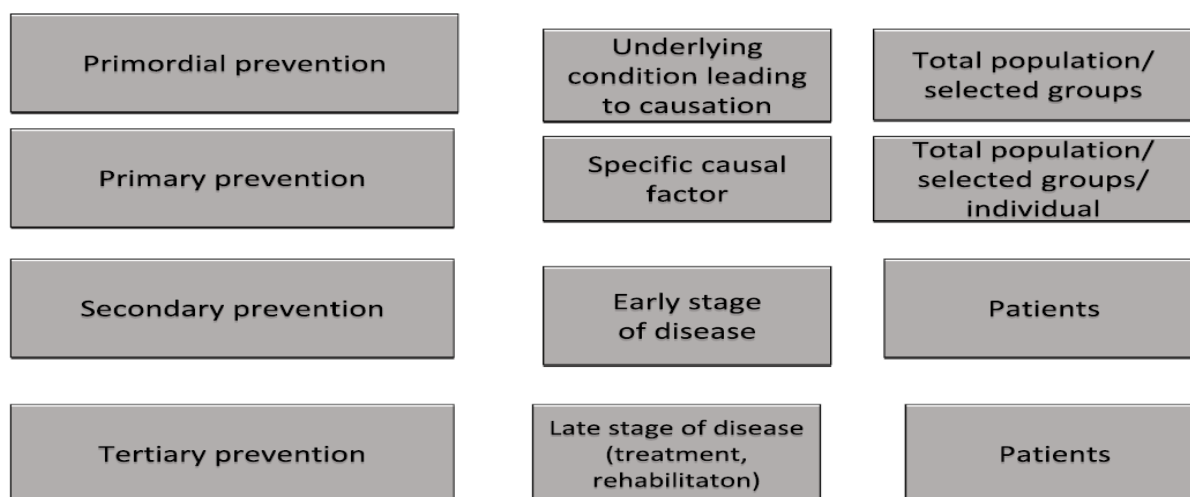 Primordial prevention
Underlying
condition leading
to causation
Total population/
selected groups
Primary prevention
Specific causal
factor
Total population/
selected groups/
individual
Secondary prevention
Early stage
of disease
Patients
Tertiary prevention
Late stage of disease
(treatment,
rehabilitaton)
Patients